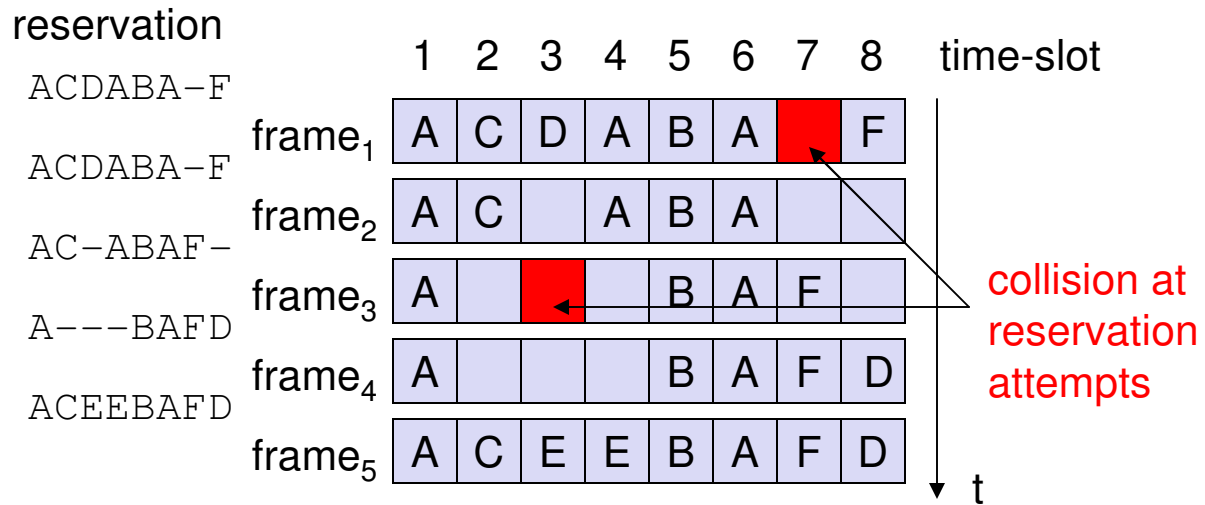 reservation
1 2 3 4 5 6 7 8 time-slot
ACDABA-F
frame1 A C D A B A F
ACDABA-F
frame2 A C A B A
AC-ABAF-
frame3 A B A F
collision at
reservation
attempts
A---BAFD
frame4 A B A F D
ACEEBAFD
frame5 A C E E B A F D
t